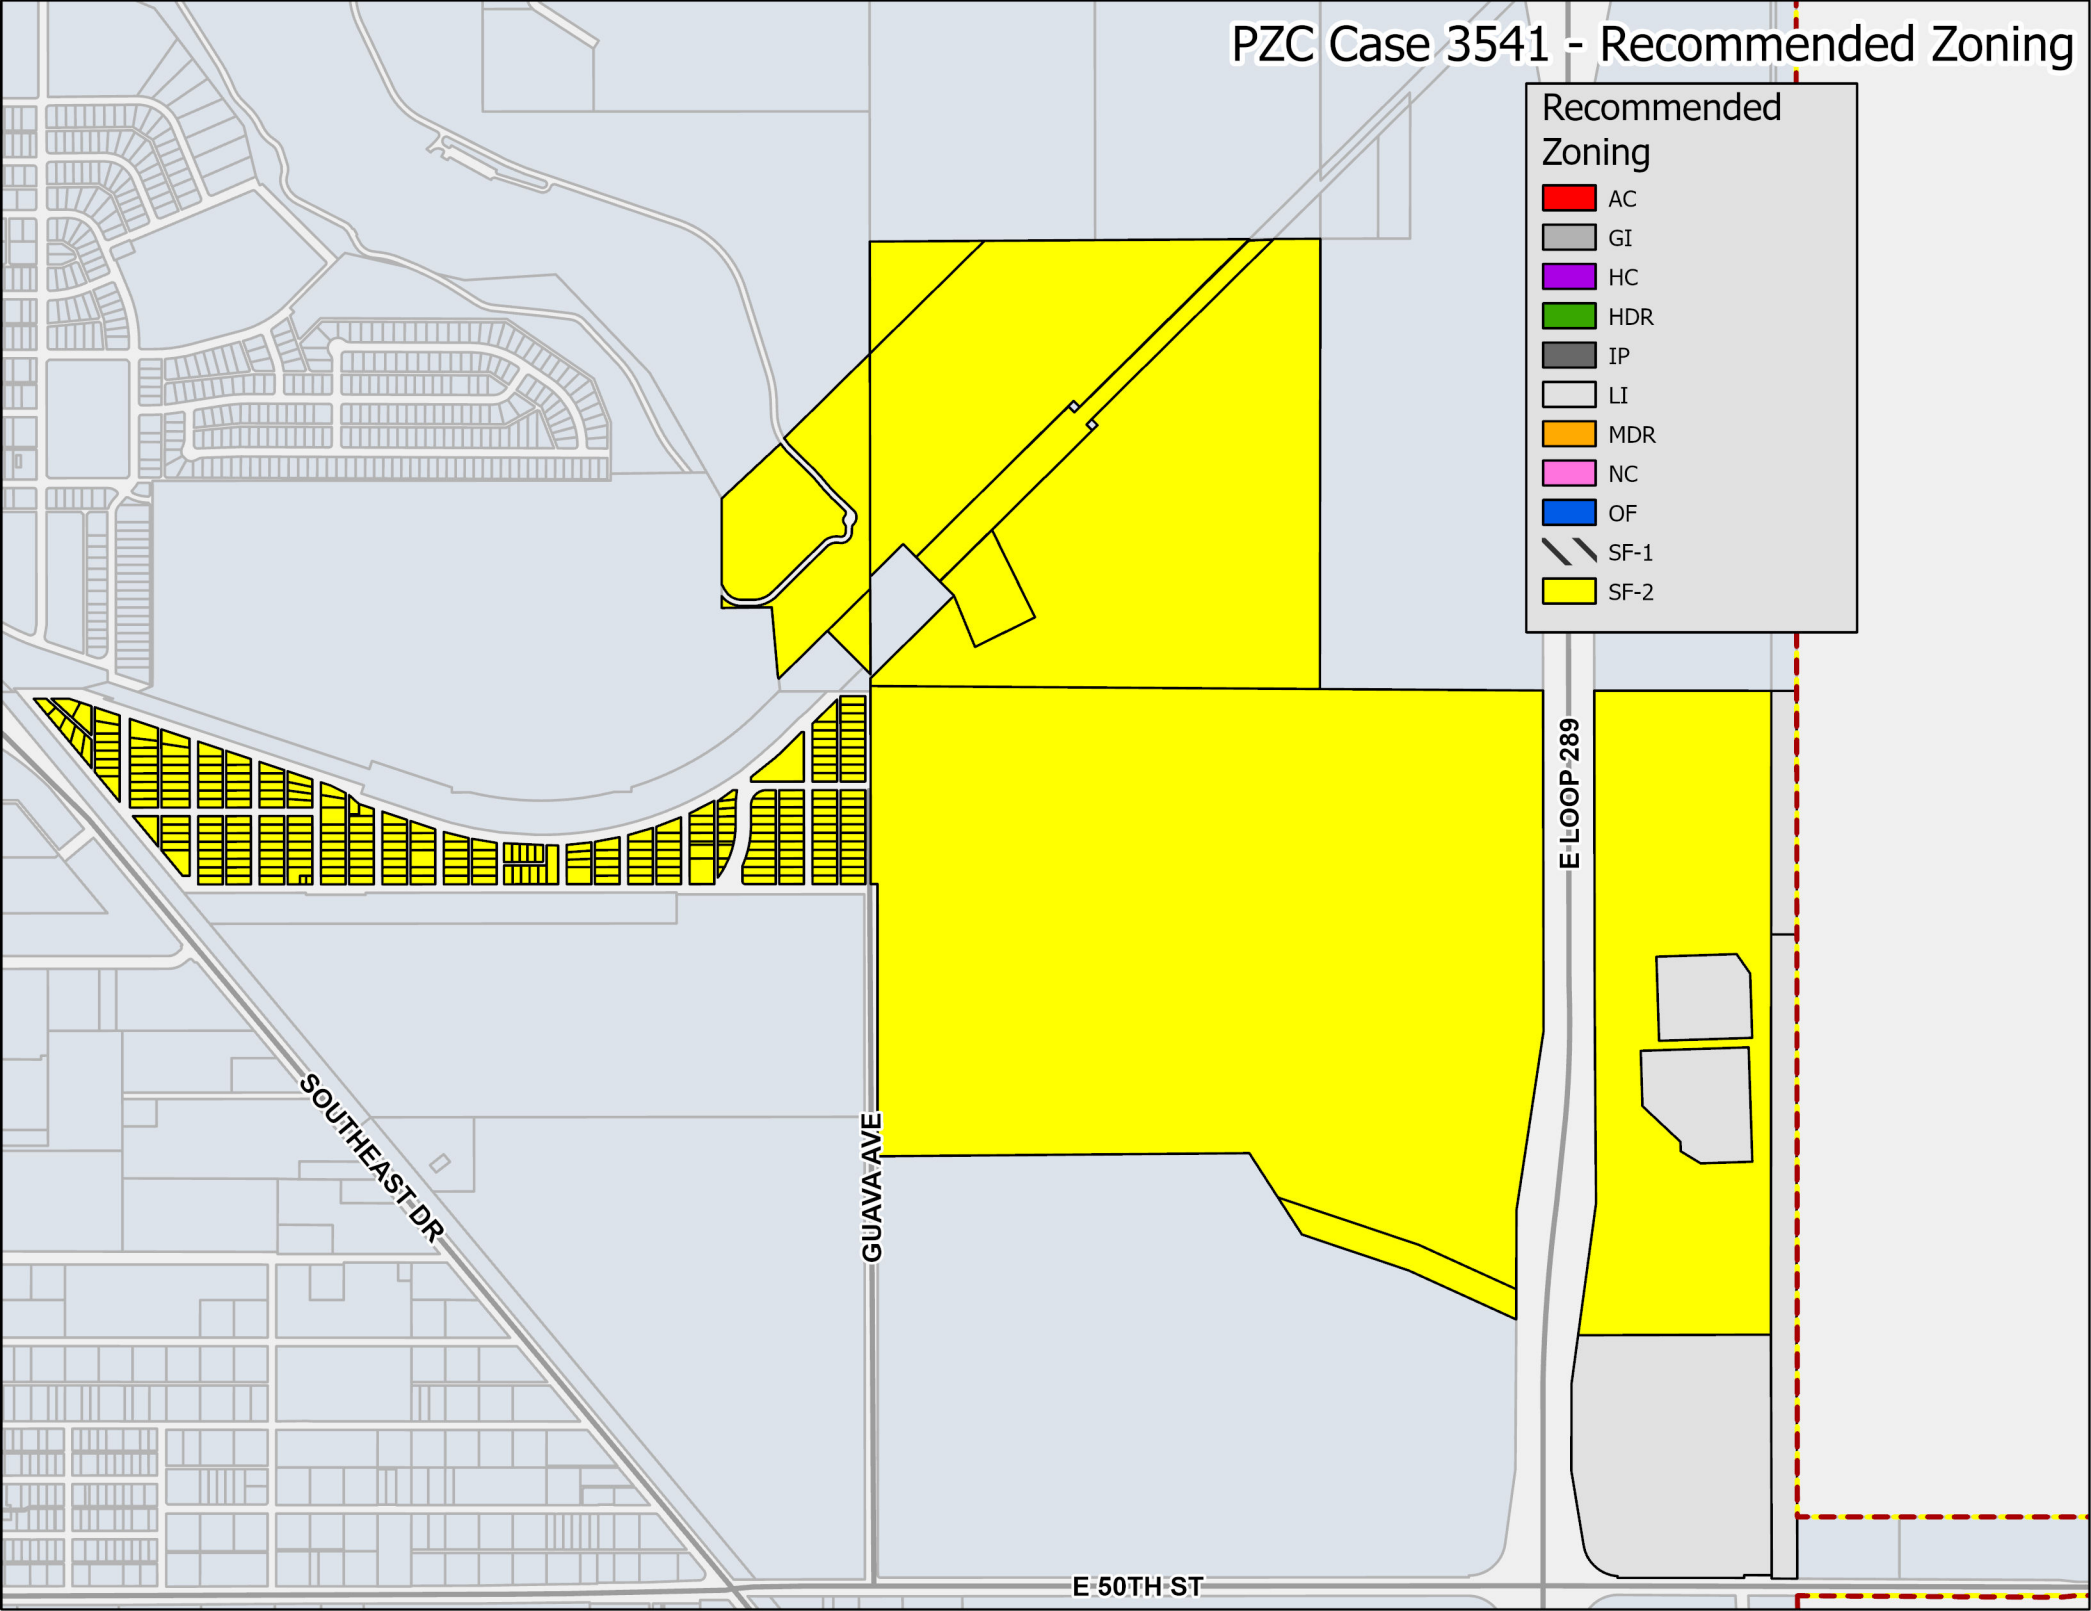 PZC Case 3541 - Recommended Zoning
Recommended
Zoning
AC
GI
HC
HDR
IP
LI
MDR
NC
OF
SF-1
SF-2
E LOOP 289
SOUTHEAST DR
GUAVA AVE
E 50TH ST